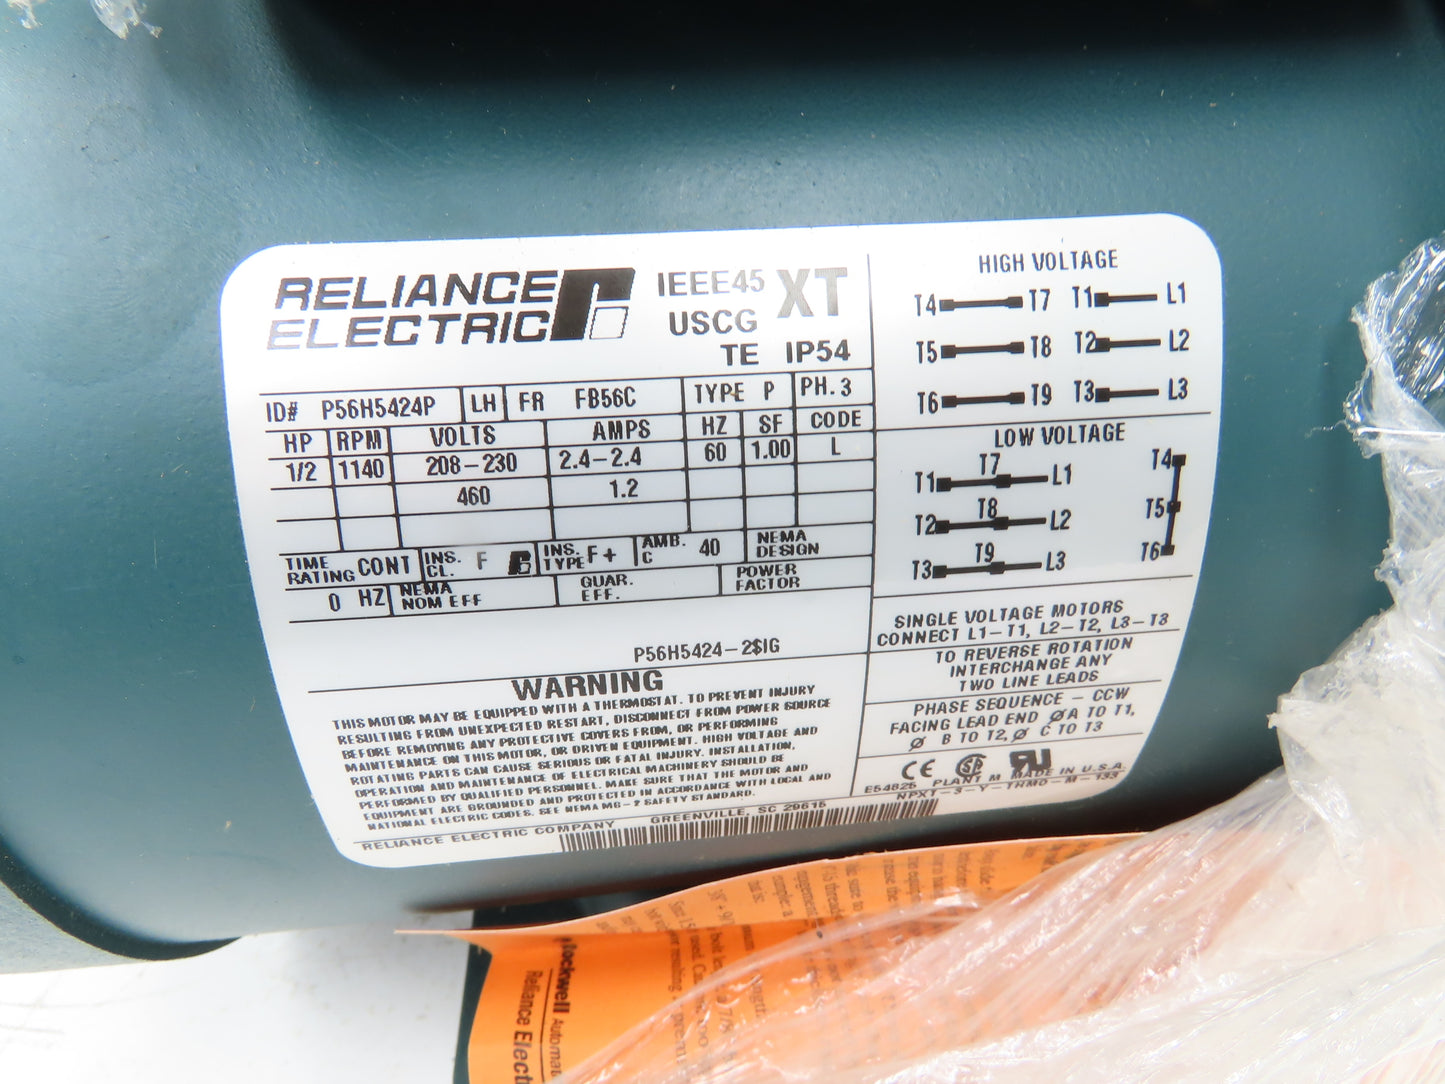 RELIANCE
ELECTRIC
IEEE45 XT
USCG
TE IP54
ID# P56H5424P LH FR FB56C TYPE P PH. 3
HP RPM VOLTS AMPS HZ SF CODE
1/2 1140 208-230 2.4-2.4 60 1.00 L
460 1.2
TIME RATING CONT INS. CL. F INS. TYPE F+ AMB. C 40 NEMA DESIGN
0 HZ NEMA NOM EFF GUAR. EFF. POWER FACTOR
P56H5424-2$IG
WARNING
THIS MOTOR MAY BE EQUIPPED WITH A THERMOSTAT. TO PREVENT INJURY
RESULTING FROM UNEXPECTED RESTART, DISCONNECT FROM POWER SOURCE
BEFORE REMOVING ANY PROTECTIVE COVERS FROM, OR PERFORMING
MAINTENANCE ON THIS MOTOR, OR DRIVEN EQUIPMENT. HIGH VOLTAGE AND
ROTATING PARTS CAN CAUSE SERIOUS OR FATAL INJURY. INSTALLATION,
OPERATION AND MAINTENANCE OF ELECTRICAL MACHINERY SHOULD BE
PERFORMED BY QUALIFIED PERSONNEL. MAKE SURE THAT THE MOTOR AND
EQUIPMENT ARE GROUNDED AND PROTECTED IN ACCORDANCE WITH LOCAL AND
NATIONAL ELECTRIC CODES. SEE NEMA MG-2 SAFETY STANDARD.
RELIANCE ELECTRIC COMPANY GREENVILLE, SC 29615
HIGH VOLTAGE
T4 T7 T1 L1
T5 T8 T2 L2
T6 T9 T3 L3
LOW VOLTAGE
T1 T7 L1 T4
T2 T8 L2 T5
T3 T9 L3 T6
SINGLE VOLTAGE MOTORS
CONNECT L1-T1, L2-T2, L3-T3
TO REVERSE ROTATION
INTERCHANGE ANY
TWO LINE LEADS
PHASE SEQUENCE - CCW
FACING LEAD END, Ø A TO T1,
Ø B TO T2, Ø C TO T3
CE SA RU
E54825 PLANT M MADE IN U.S.A.
NPXT-3-Y-THMO-M-133
Rockwell Automat
Reliance Electr